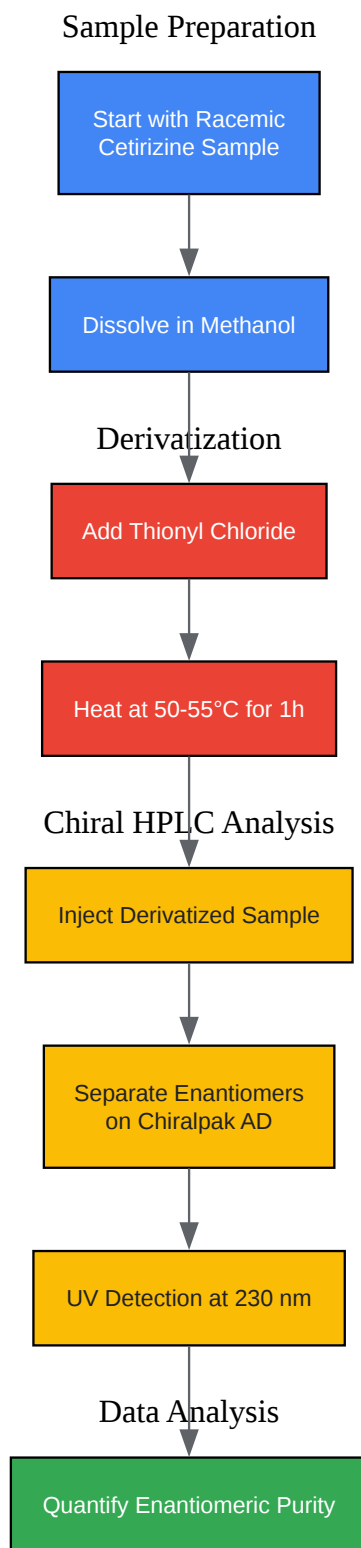 Sample Preparation
Start with Racemic
Cetirizine Sample
Dissolve in Methanol
Derivatization
Add Thionyl Chloride
Heat at 50-55°C for 1h
Chiral HPLC Analysis
Inject Derivatized Sample
Separate Enantiomers
on Chiralpak AD
UV Detection at 230 nm
Data Analysis
Quantify Enantiomeric Purity